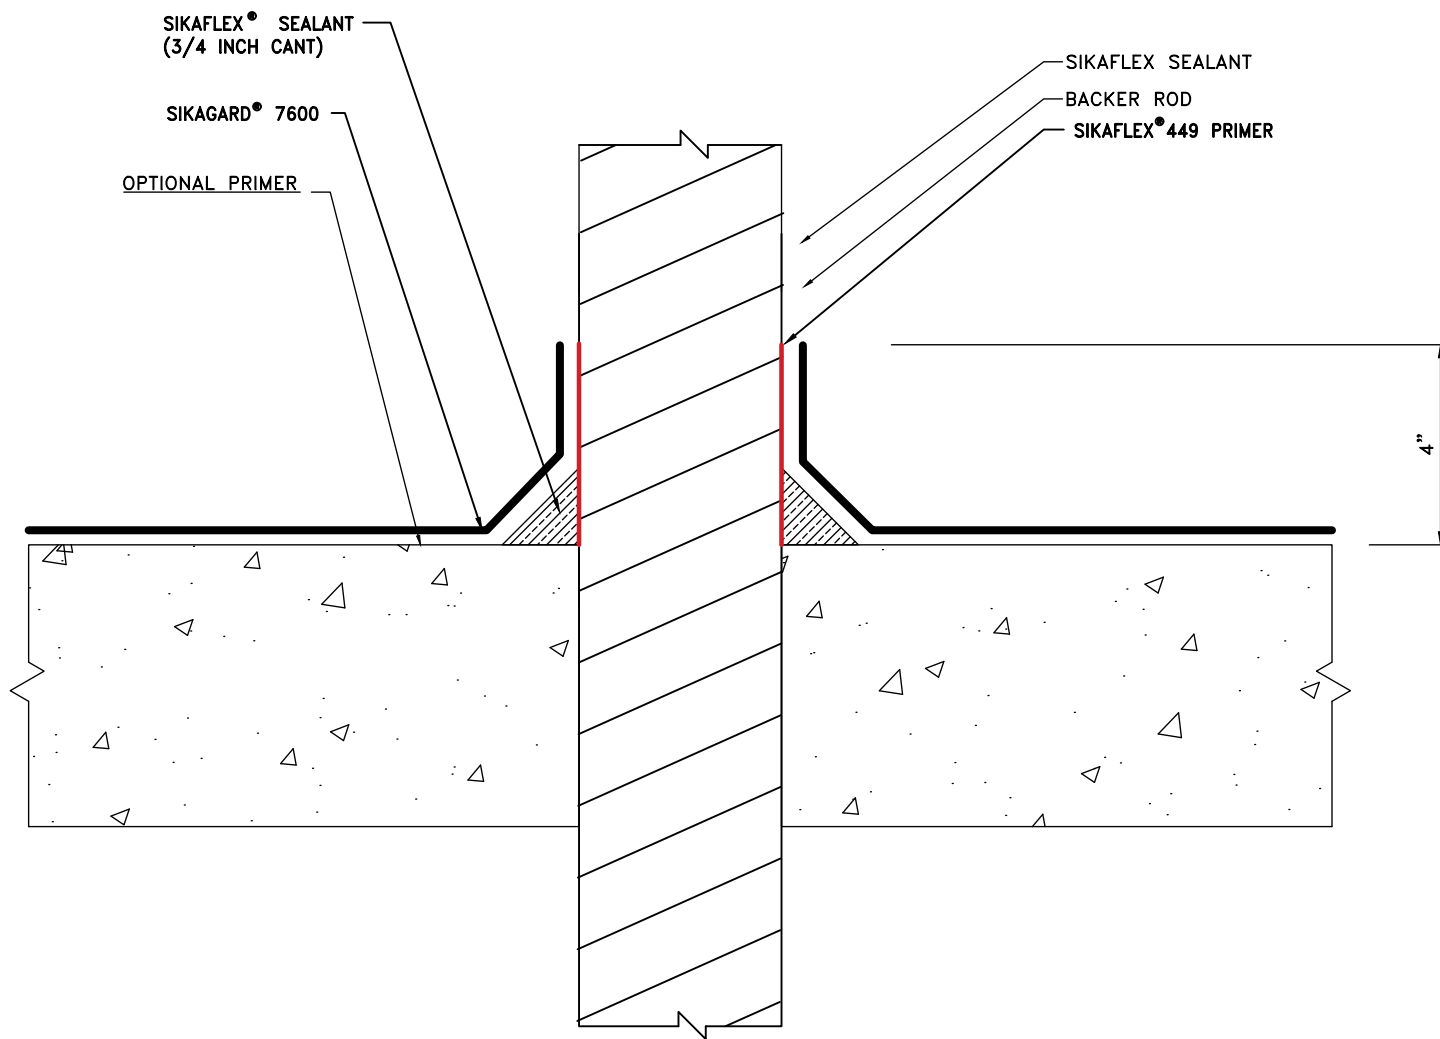 SIKAFLEX® SEALANT
(3/4 INCH CANT)
SIKAGARD® 7600
OPTIONAL PRIMER
SIKAFLEX SEALANT
BACKER ROD
SIKAFLEX® 449 PRIMER
4"